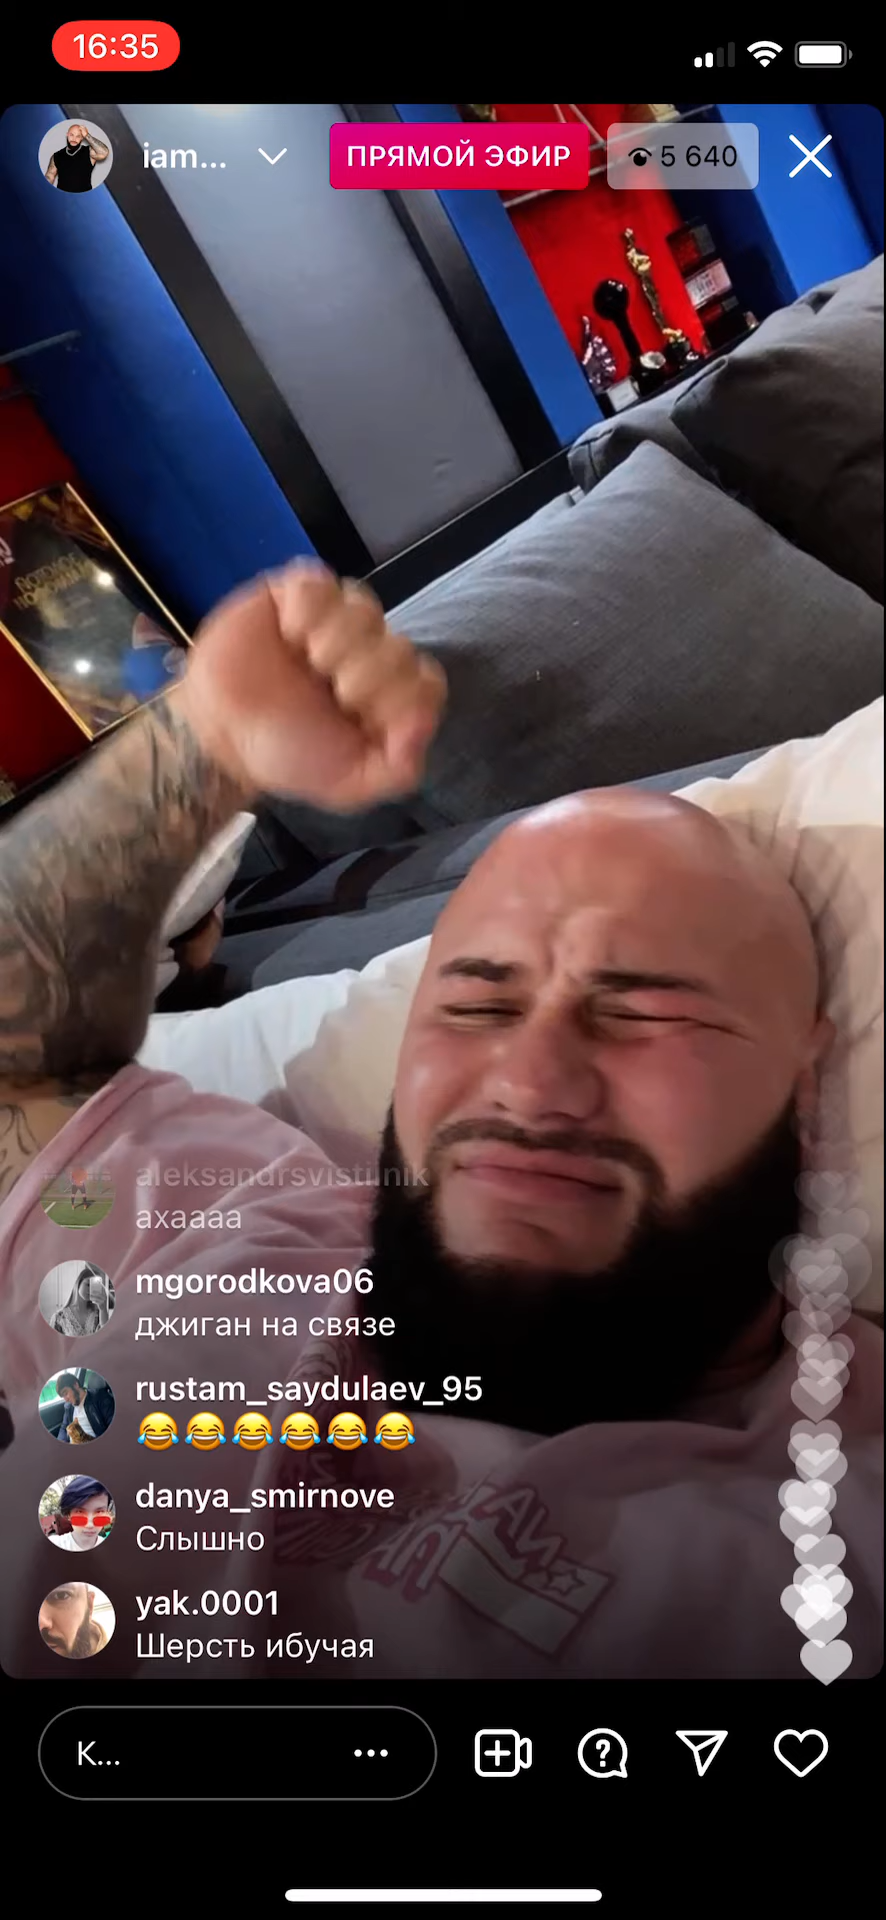 16:35
iam...
ПРЯМОЙ ЭФИР
5 640
aleksandrsvistunik
ахаааа
mgorodkova06
джиган на связе
rustam_saydulaev_95
😂😂😂😂😂😂
danya_smirnove
Слышно
yak.0001
Шерсть ибучая
К...